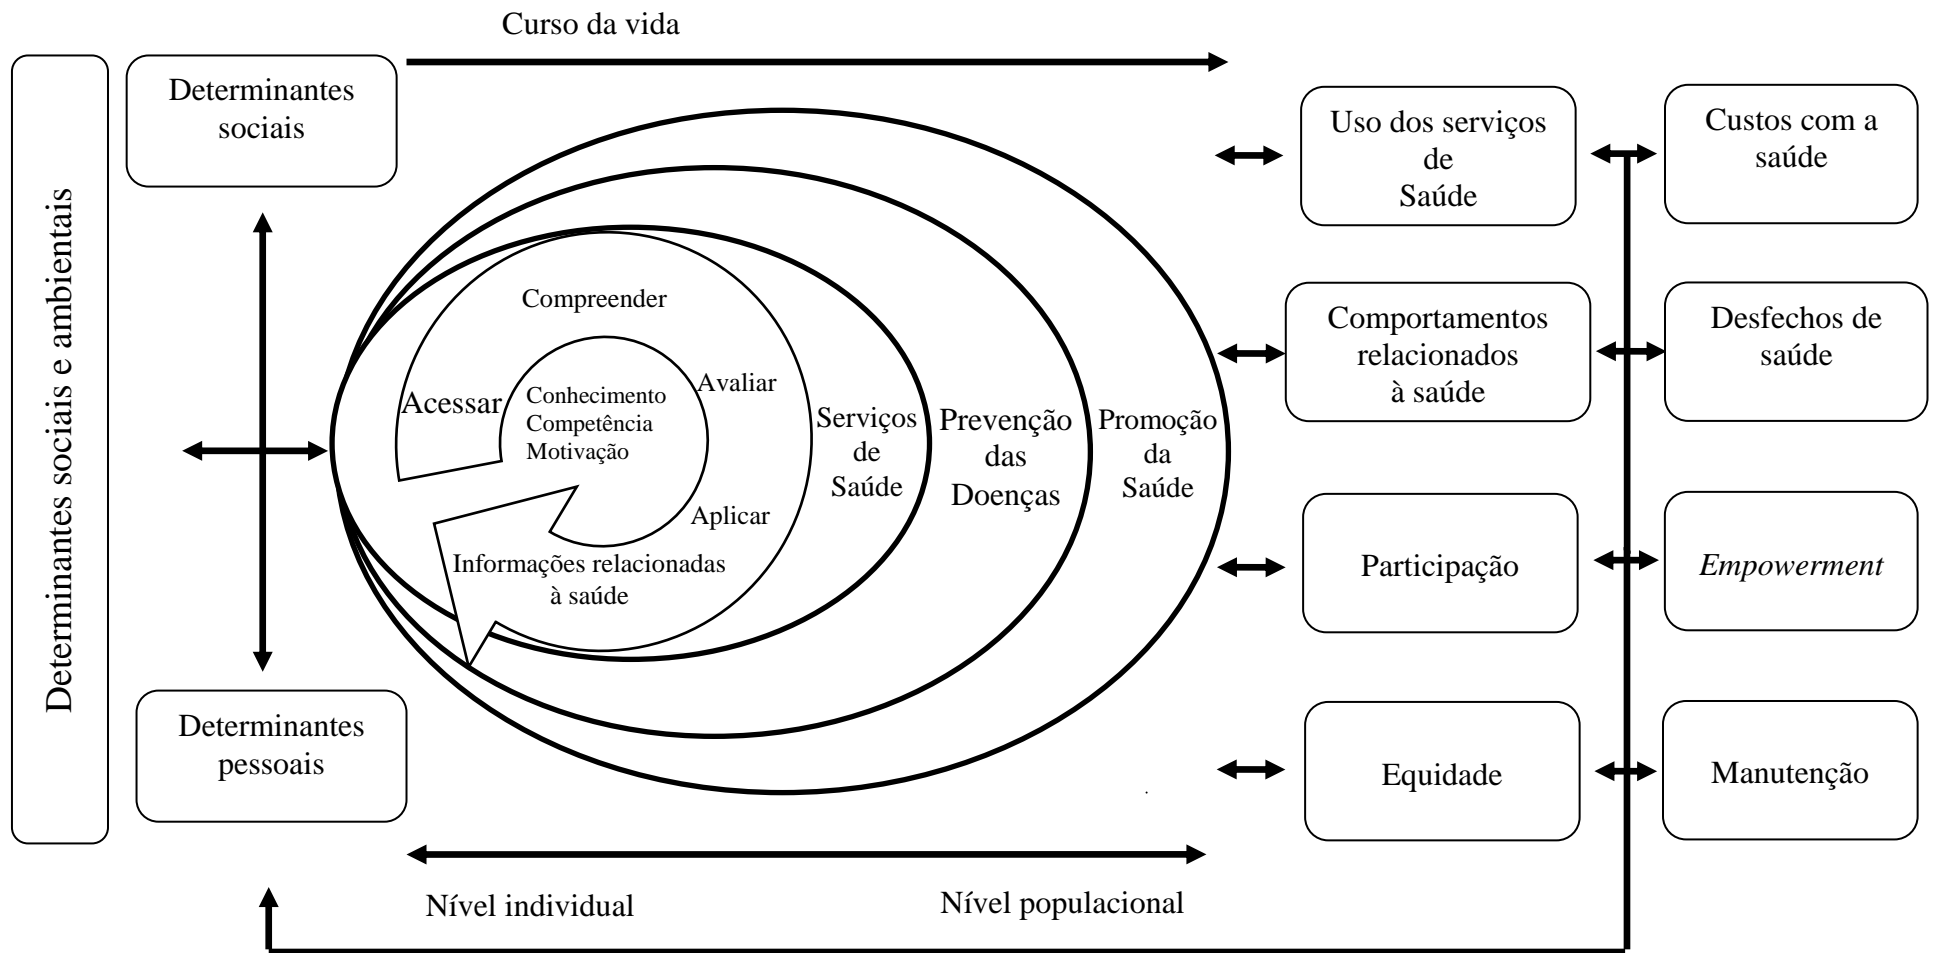 Curso da vida
Determinantes sociais e ambientais
Determinantes
sociais
Determinantes
pessoais
Compreender
Acessar
Avaliar
Aplicar
Conhecimento
Competência
Motivação
Informações relacionadas
à saúde
Serviços
de
Saúde
Prevenção
das
Doenças
Promoção
da
Saúde
Uso dos serviços
de
Saúde
Custos com a
saúde
Comportamentos
relacionados
à saúde
Desfechos de
saúde
Participação
Empowerment
Equidade
Manutenção
Nível individual
Nível populacional